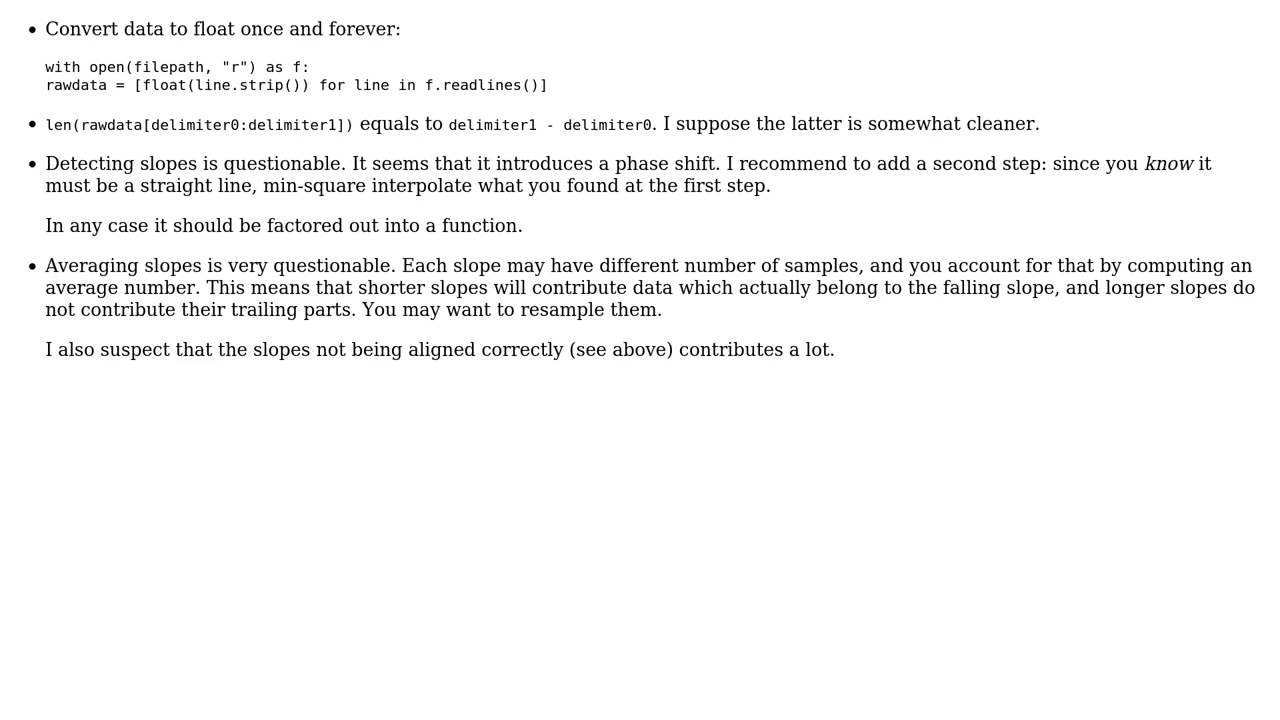 • Convert data to float once and forever:
with open(filepath, "r") as f:
rawdata = [float(line.strip()) for line in f.readlines()]
• len(rawdata[delimiter0:delimiter1]) equals to delimiter1 - delimiter0. I suppose the latter is somewhat cleaner.
• Detecting slopes is questionable. It seems that it introduces a phase shift. I recommend to add a second step: since you know it
must be a straight line, min-square interpolate what you found at the first step.
In any case it should be factored out into a function.
• Averaging slopes is very questionable. Each slope may have different number of samples, and you account for that by computing an
average number. This means that shorter slopes will contribute data which actually belong to the falling slope, and longer slopes do
not contribute their trailing parts. You may want to resample them.
I also suspect that the slopes not being aligned correctly (see above) contributes a lot.